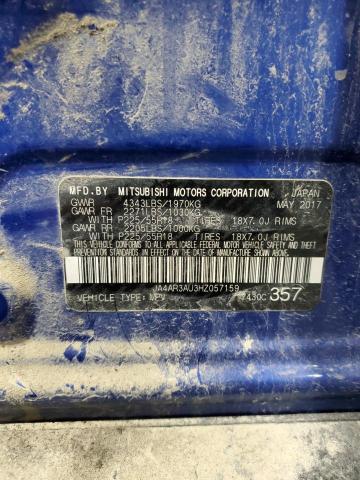 MFD.BY MITSUBISHI MOTORS CORPORATION JAPAN
GVWR 4343LBS/1970KG MAY 2017
GAWR FR 2271LBS/1030KG
WITH P225/55R18 TIRES 18X7.0J RIMS
GAWR RR 2205LBS/1000KG
WITH P225/55R18 TIRES 18X7.0J RIMS
THIS VEHICLE CONFORMS TO ALL APPLICABLE FEDERAL MOTOR VEHICLE SAFETY, BUMPER, AND THEFT
PREVENTION STANDARDS IN EFFECT ON THE DATE OF MANUFACTURE SHOWN ABOVE.
JA4AR3AU3HZ057159
VEHICLE TYPE: MPV 7430C 357